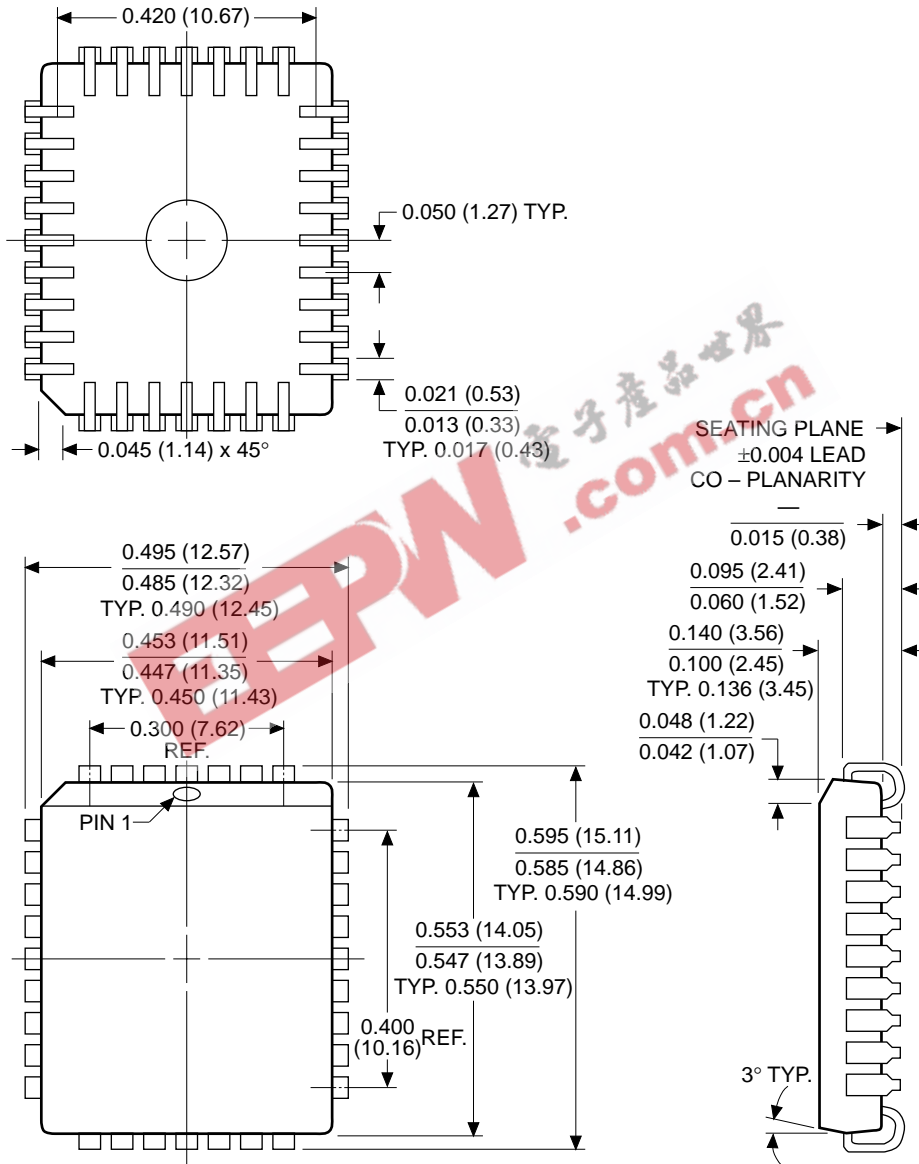 0.420 (10.67)
0.050 (1.27) TYP.
0.021 (0.53)
0.013 (0.33)
TYP. 0.017 (0.43)
0.045 (1.14) x 45°
電子產品世界
.com.cn
EEPW
SEATING PLANE
±0.004 LEAD
CO – PLANARITY
—
0.015 (0.38)
0.095 (2.41)
0.060 (1.52)
0.140 (3.56)
0.100 (2.45)
TYP. 0.136 (3.45)
0.048 (1.22)
0.042 (1.07)
0.495 (12.57)
0.485 (12.32)
TYP. 0.490 (12.45)
0.453 (11.51)
0.447 (11.35)
TYP. 0.450 (11.43)
0.300 (7.62)
REF.
PIN 1
0.595 (15.11)
0.585 (14.86)
TYP. 0.590 (14.99)
0.553 (14.05)
0.547 (13.89)
TYP. 0.550 (13.97)
0.400
(10.16) REF.
3° TYP.